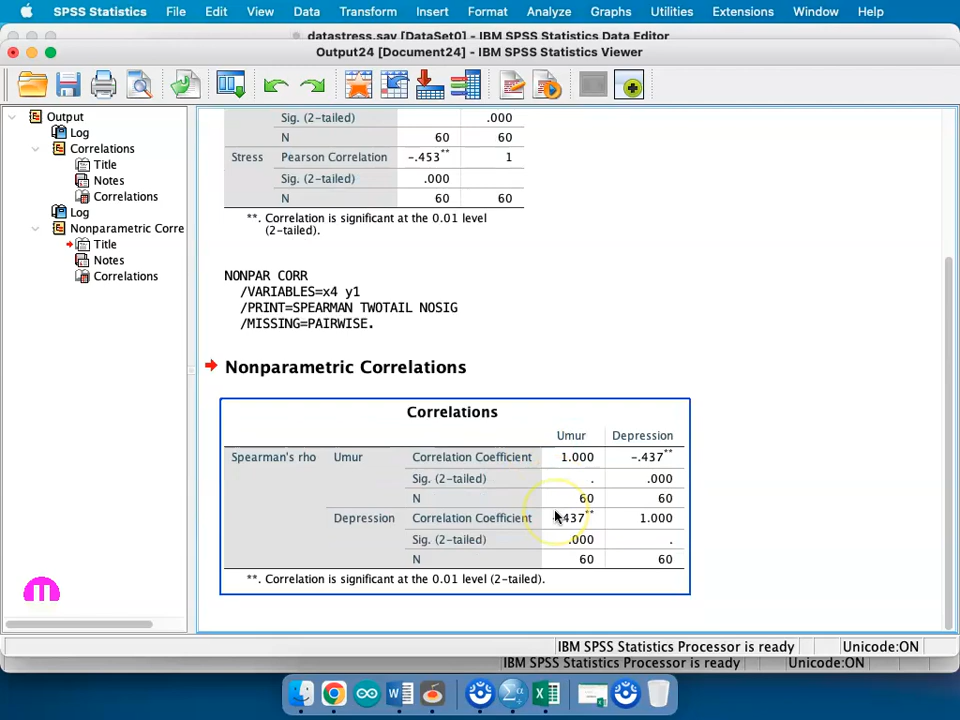 SPSS Statistics File Edit View Data Transform Insert Format Analyze Graphs Utilities Extensions Window Help
datastress.sav [DataSet0] - IBM SPSS Statistics Data Editor
Output24 [Document24] - IBM SPSS Statistics Viewer
Output
Log
Correlations
Title
Notes
Correlations
Log
Nonparametric Corre
Title
Notes
Correlations
Sig. (2-tailed) .000
N 60 60
Stress Pearson Correlation -.453** 1
Sig. (2-tailed) .000
N 60 60
**. Correlation is significant at the 0.01 level
(2-tailed).
NONPAR CORR
/VARIABLES=x4 y1
/PRINT=SPEARMAN TWOTAIL NOSIG
/MISSING=PAIRWISE.
Nonparametric Correlations
Correlations
Umur Depression
Spearman's rho Umur Correlation Coefficient 1.000 -.437**
Sig. (2-tailed) . .000
N 60 60
Depression Correlation Coefficient 437** 1.000
Sig. (2-tailed) .000 .
N 60 60
**. Correlation is significant at the 0.01 level (2-tailed).
IBM SPSS Statistics Processor is ready Unicode:ON
IBM SPSS Statistics Processor is ready Unicode:ON